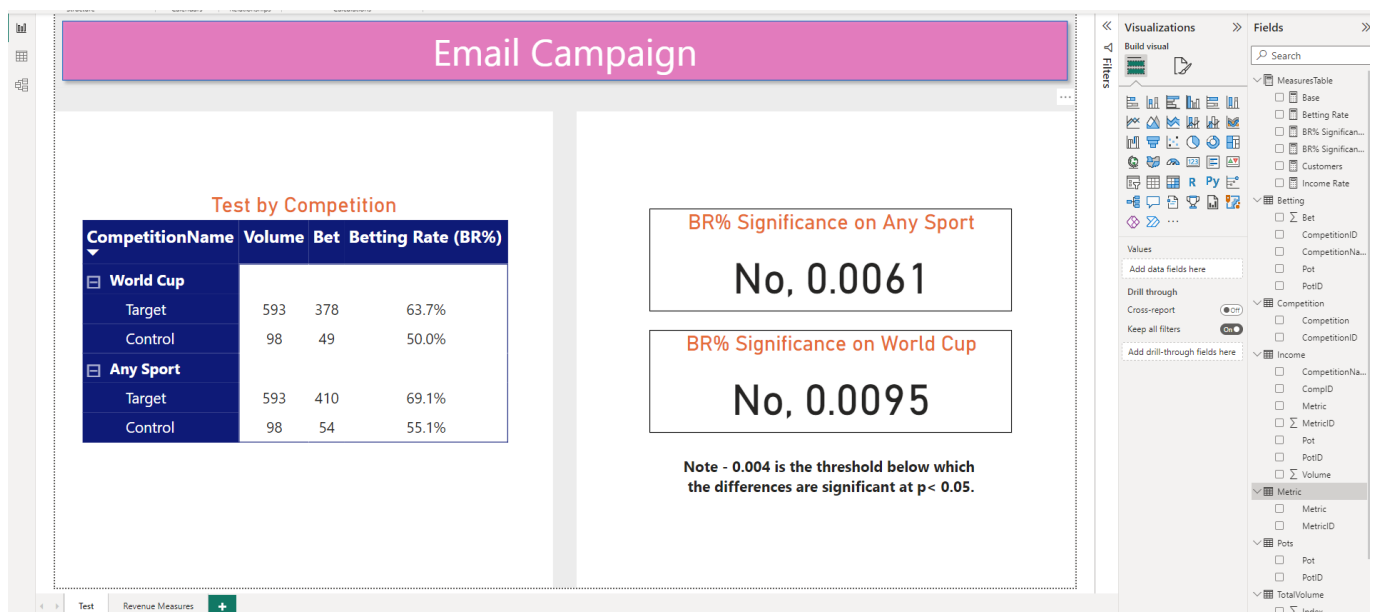 Email Campaign
Test by Competition
CompetitionName Volume Bet Betting Rate (BR%)
World Cup
Target 593 378 63.7%
Control 98 49 50.0%
Any Sport
Target 593 410 69.1%
Control 98 54 55.1%
BR% Significance on Any Sport
No, 0.0061
BR% Significance on World Cup
No, 0.0095
Note - 0.004 is the threshold below which
the differences are significant at p< 0.05.
Filters
Visualizations
Build visual
123
R Py
...
Values
Add data fields here
Drill through
Cross-report Off
Keep all filters On
Add drill-through fields here
Fields
Search
MeasuresTable
Base
Betting Rate
BR% Significan...
BR% Significan...
Customers
Income Rate
Betting
Bet
CompetitionID
CompetitionNa...
Pot
PotID
Competition
Competition
CompetitionID
Income
CompetitionNa...
CompID
Metric
MetricID
Pot
PotID
Volume
Metric
Metric
MetricID
Pots
Pot
PotID
TotalVolume
Index
Test Revenue Measures +